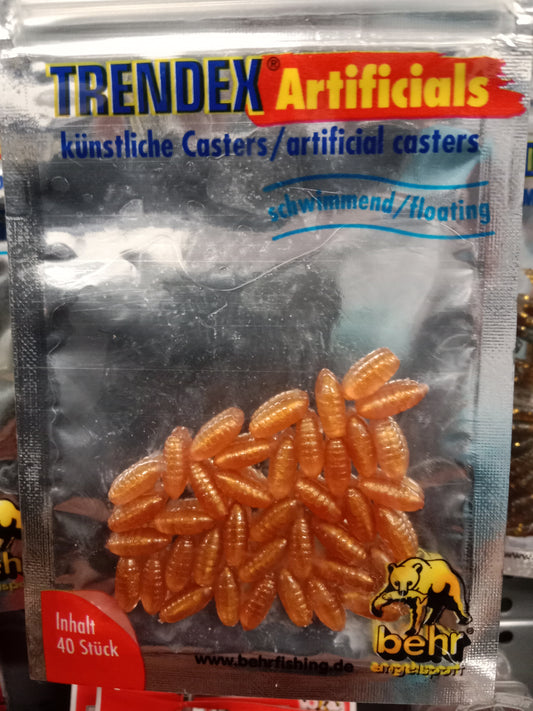 TRENDEX® Artificials
künstliche Casters/artificial casters
schwimmend/floating
Inhalt
40 Stück
behr
angelsport
www.behrfishing.de